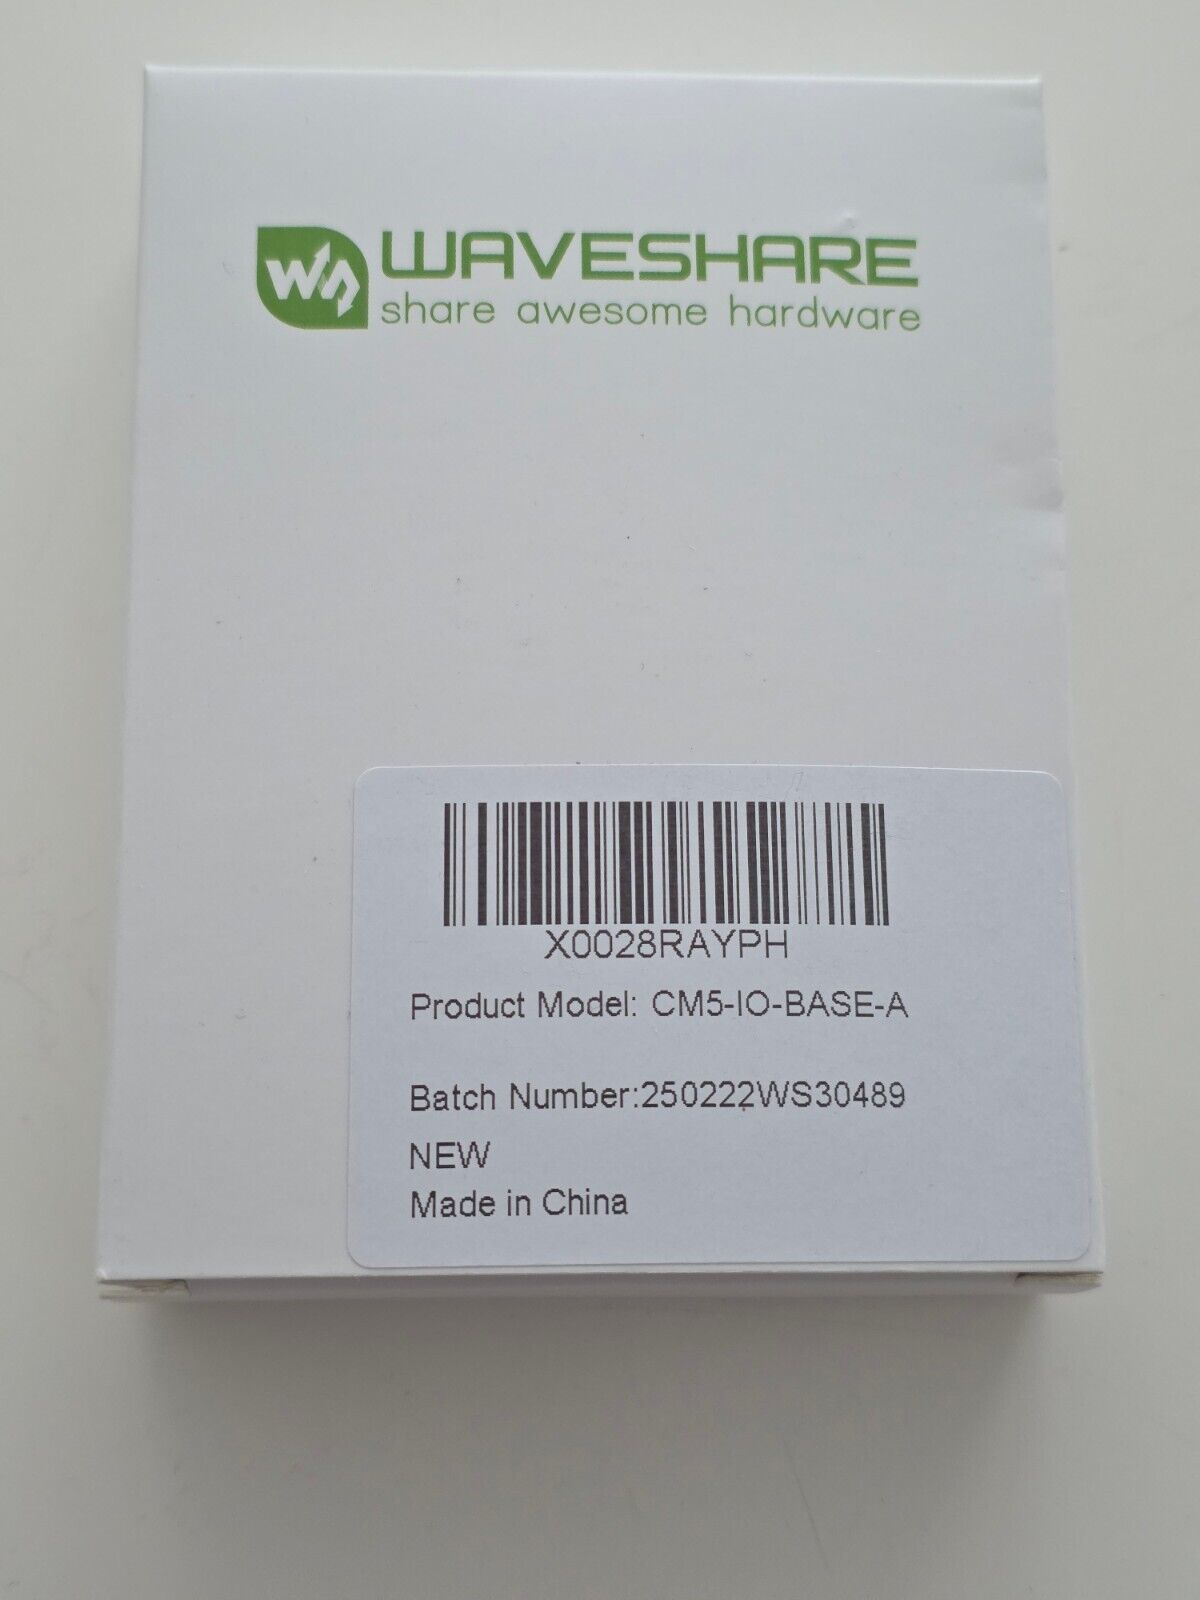 WAVESHARE
share awesome hardware
X0028RAYPH
Product Model: CM5-IO-BASE-A
Batch Number:250222WS30489
NEW
Made in China